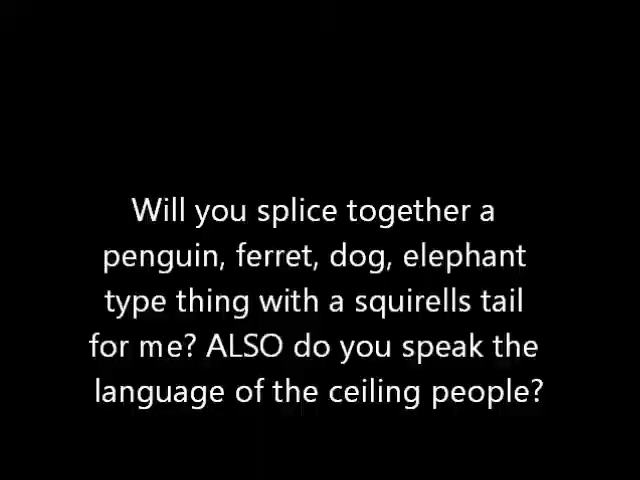 Will you splice together a
penguin, ferret, dog, elephant
type thing with a squirells tail
for me? ALSO do you speak the
language of the ceiling people?